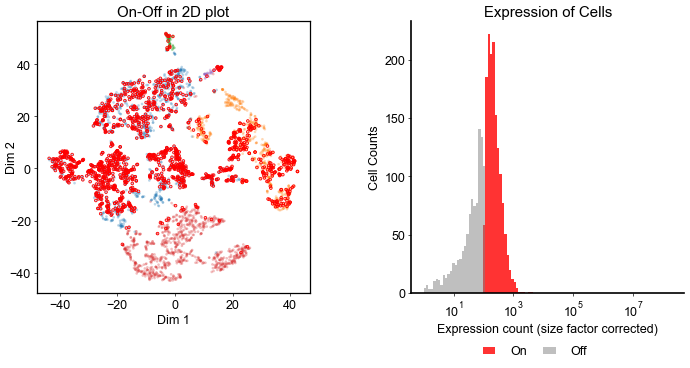 On-Off in 2D plot
Dim 2
40
20
0
−20
−40
−40 −20 0 20 40
Dim 1
Expression of Cells
Cell Counts
200
150
100
50
0
10^1 10^3 10^5 10^7
Expression count (size factor corrected)
On Off